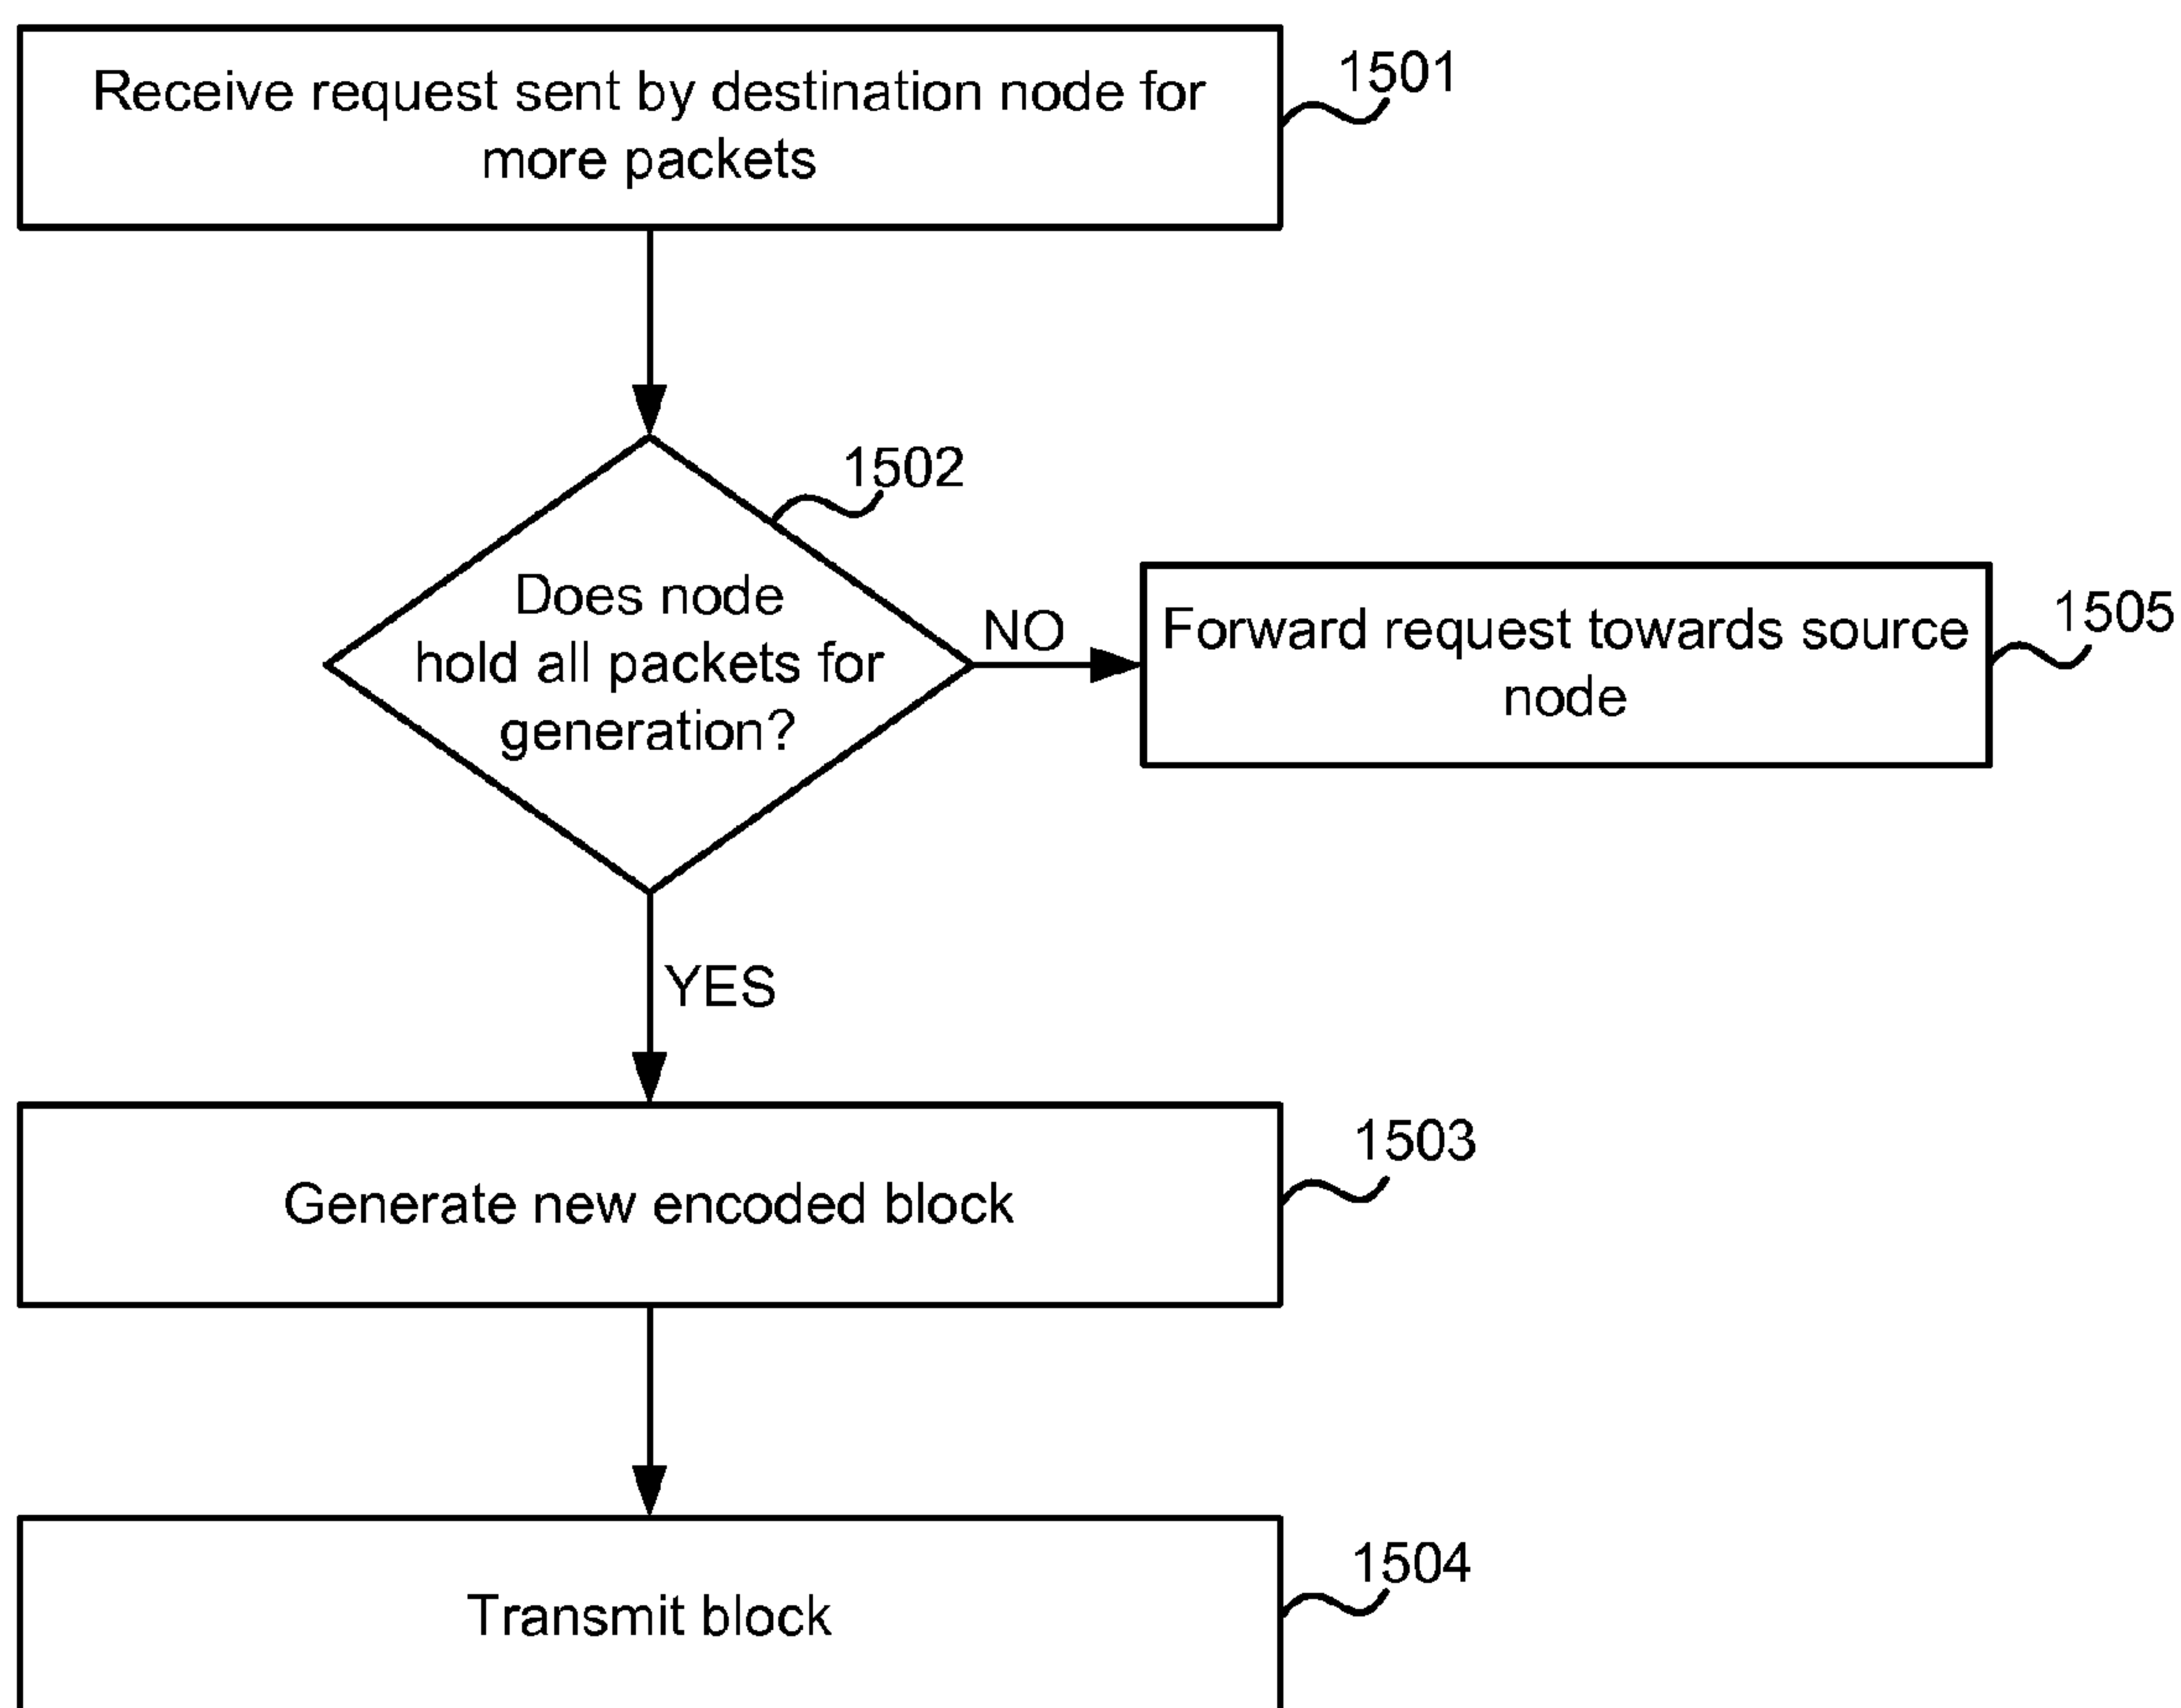 Receive request sent by destination node for
more packets
1501
1502
Does node
hold all packets for
generation?
NO
Forward request towards source
node
1505
YES
Generate new encoded block
1503
Transmit block
1504